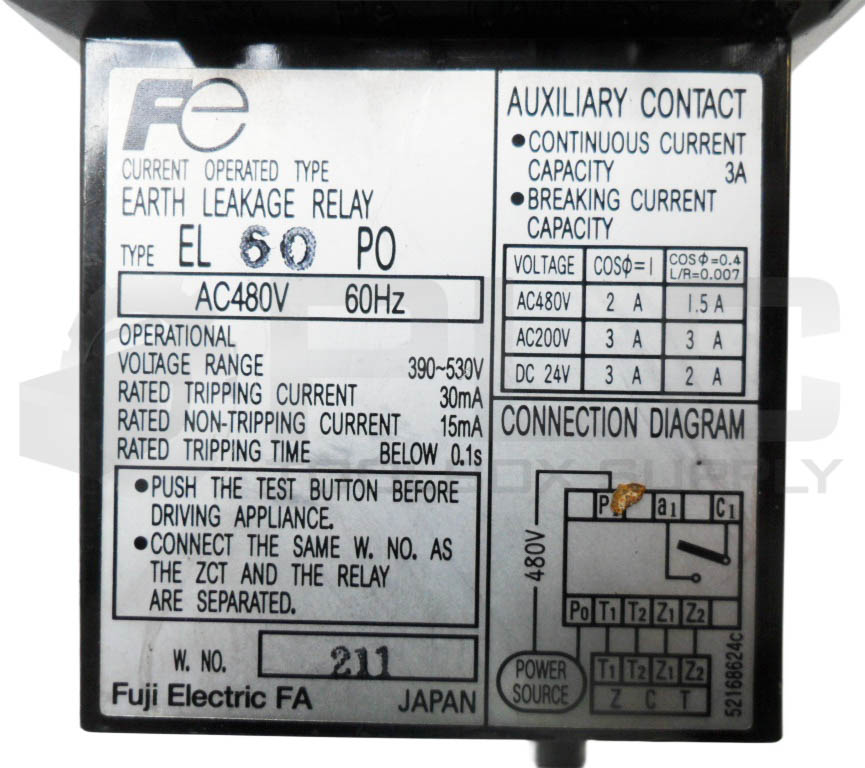 Fe
CURRENT OPERATED TYPE
EARTH LEAKAGE RELAY
TYPE EL 60 PO
AC480V 60Hz
OPERATIONAL
VOLTAGE RANGE 390~530V
RATED TRIPPING CURRENT 30mA
RATED NON-TRIPPING CURRENT 15mA
RATED TRIPPING TIME BELOW 0.1s
●PUSH THE TEST BUTTON BEFORE
DRIVING APPLIANCE.
●CONNECT THE SAME W. NO. AS
THE ZCT AND THE RELAY
ARE SEPARATED.
W. NO. 211
Fuji Electric FA JAPAN
AUXILIARY CONTACT
●CONTINUOUS CURRENT
CAPACITY 3A
●BREAKING CURRENT
CAPACITY
VOLTAGE COSϕ=1 COSϕ=0.4
L/R=0.007
AC480V 2 A 1.5 A
AC200V 3 A 3 A
DC 24V 3 A 2 A
CONNECTION DIAGRAM
P a1 C1
480V
P0 T1 T2 Z1 Z2
POWER
SOURCE
T1 T2 Z1 Z2
Z C T
52168624C